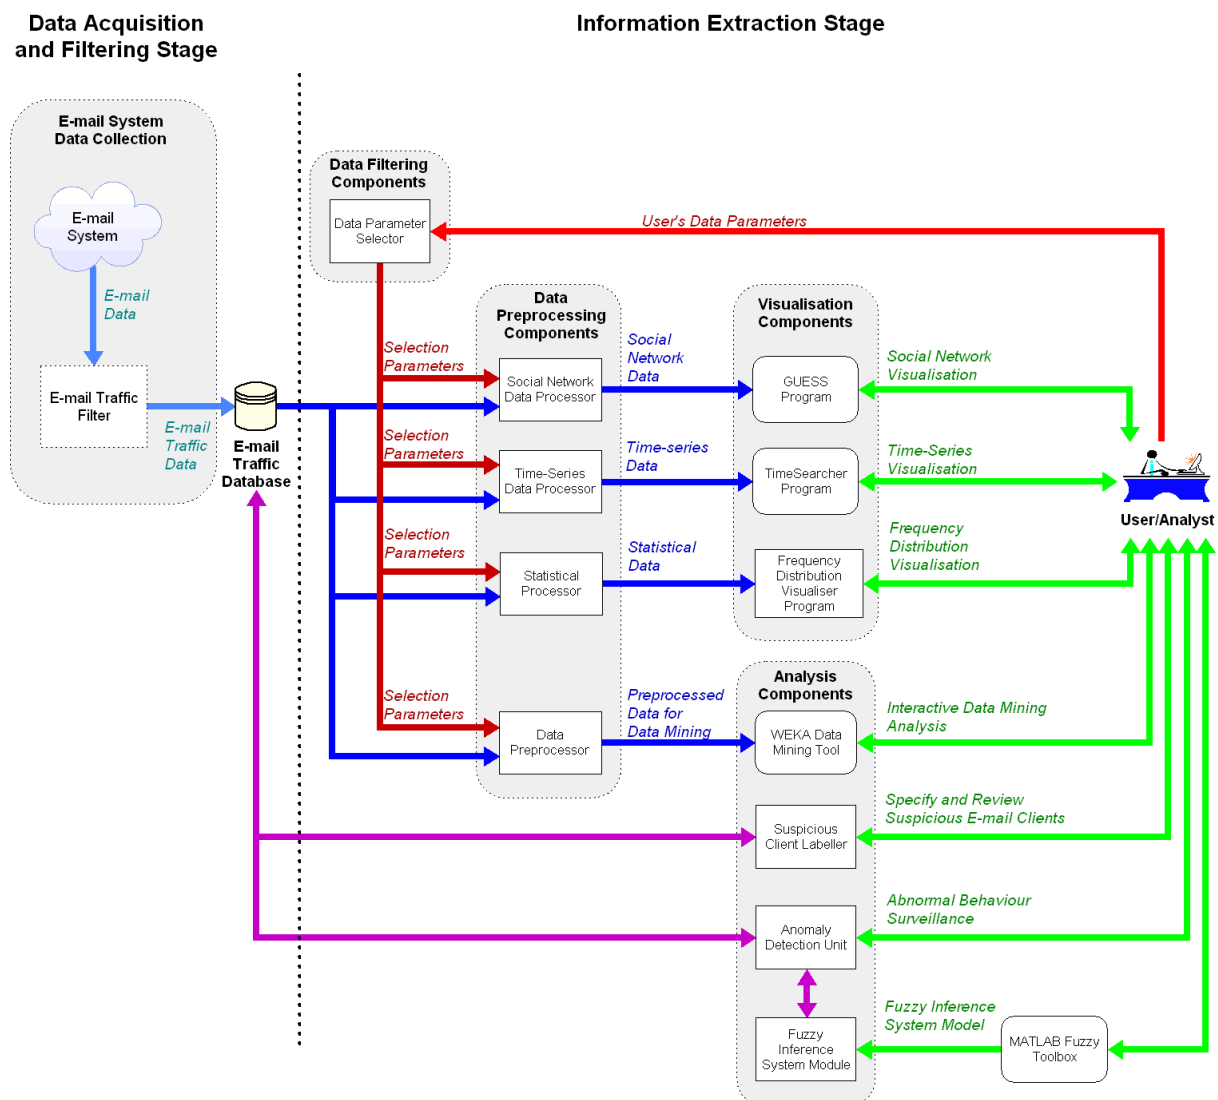 Data Acquisition
and Filtering Stage
Information Extraction Stage
E-mail System
Data Collection
E-mail
System
E-mail
Data
E-mail Traffic
Filter
E-mail
Traffic
Data
E-mail
Traffic
Database
Data Filtering
Components
Data Parameter
Selector
User's Data Parameters
Data
Preprocessing
Components
Visualisation
Components
Selection
Parameters
Social Network
Data Processor
Social
Network
Data
GUESS
Program
Social Network
Visualisation
Selection
Parameters
Time-Series
Data Processor
Time-series
Data
TimeSearcher
Program
Time-Series
Visualisation
User/Analyst
Selection
Parameters
Statistical
Processor
Statistical
Data
Frequency
Distribution
Visualiser
Program
Frequency
Distribution
Visualisation
Analysis
Components
Selection
Parameters
Data
Preprocessor
Preprocessed
Data for
Data Mining
WEKA Data
Mining Tool
Interactive Data Mining
Analysis
Suspicious
Client Labeller
Specify and Review
Suspicious E-mail Clients
Anomaly
Detection Unit
Abnormal Behaviour
Surveillance
Fuzzy
Inference
System Module
Fuzzy Inference
System Model
MATLAB Fuzzy
Toolbox